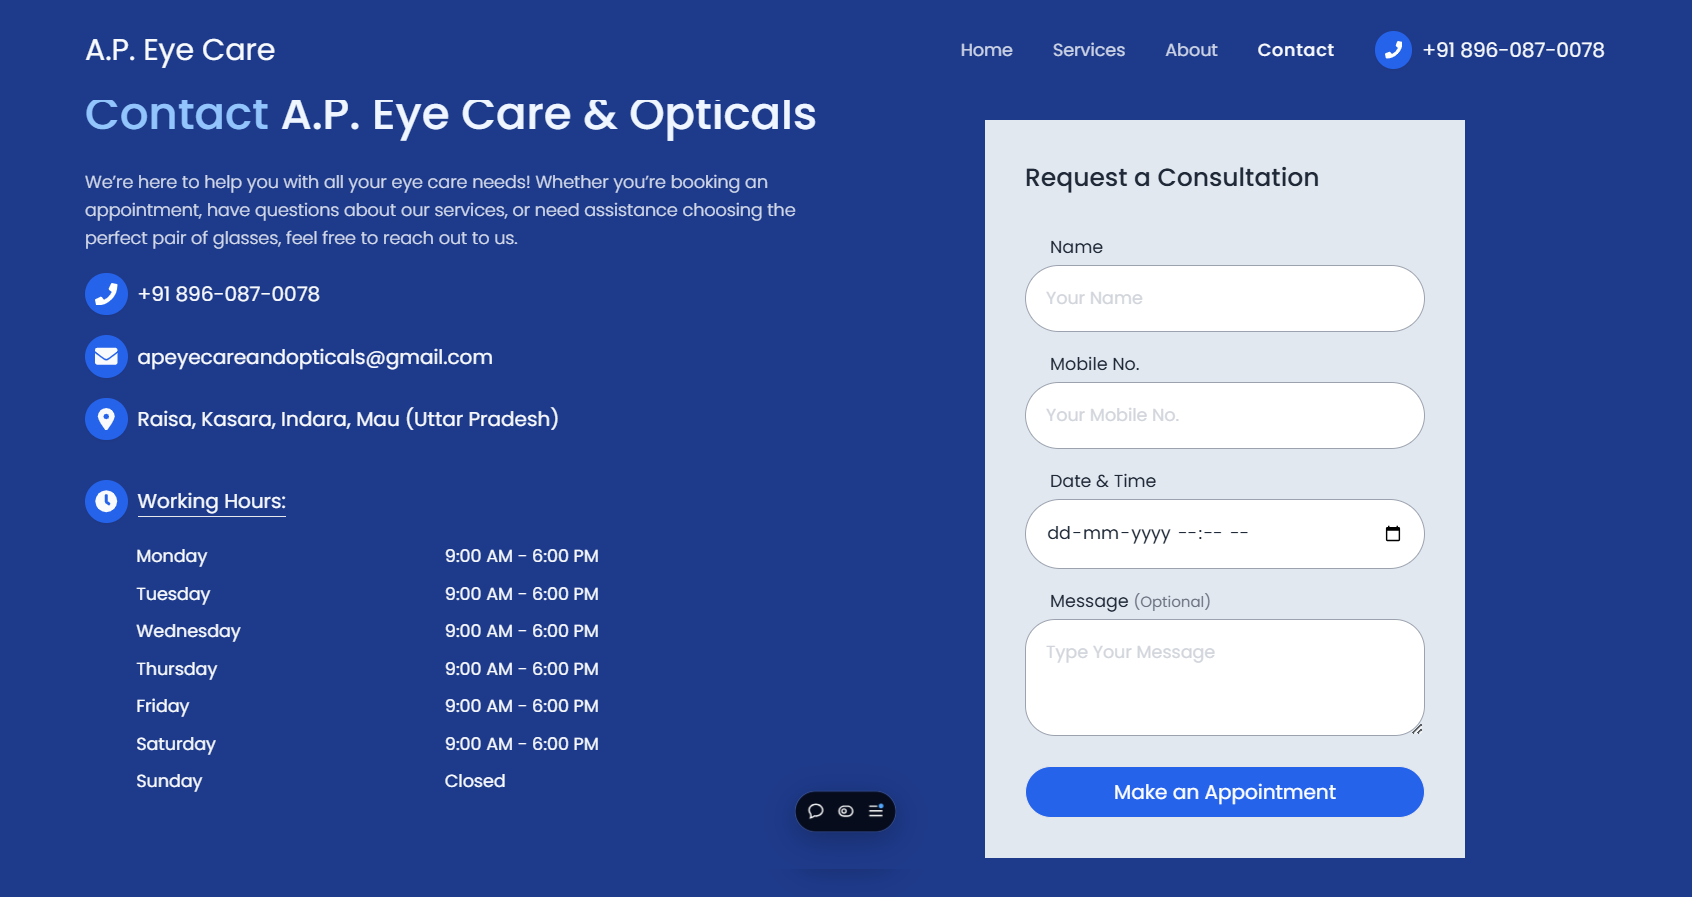 A.P. Eye Care
Home Services About Contact +91 896-087-0078
Contact A.P. Eye Care & Opticals
We’re here to help you with all your eye care needs! Whether you’re booking an
appointment, have questions about our services, or need assistance choosing the
perfect pair of glasses, feel free to reach out to us.
+91 896-087-0078
apeyecareandopticals@gmail.com
Raisa, Kasara, Indara, Mau (Uttar Pradesh)
Working Hours:
Monday 9:00 AM - 6:00 PM
Tuesday 9:00 AM - 6:00 PM
Wednesday 9:00 AM - 6:00 PM
Thursday 9:00 AM - 6:00 PM
Friday 9:00 AM - 6:00 PM
Saturday 9:00 AM - 6:00 PM
Sunday Closed
Request a Consultation
Name
Your Name
Mobile No.
Your Mobile No.
Date & Time
dd-mm-yyyy --:-- --
Message (Optional)
Type Your Message
Make an Appointment